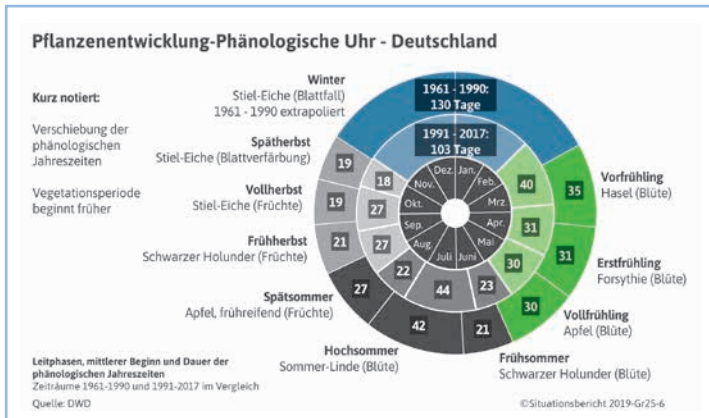 Pflanzenentwicklung-Phänologische Uhr - Deutschland
Kurz notiert:
Verschiebung der
phänologischen
Jahreszeiten
Vegetationsperiode
beginnt früher
Winter
Stiel-Eiche (Blattfall)
1961 - 1990 extrapoliert
Spätherbst
Stiel-Eiche (Blattverfärbung)
Vollherbst
Stiel-Eiche (Früchte)
Frühherbst
Schwarzer Holunder (Früchte)
Spätsommer
Apfel, frühreifend (Früchte)
Hochsommer
Sommer-Linde (Blüte)
1961 - 1990:
130 Tage
1991 - 2017:
103 Tage
Dez.
Jan.
Nov.
Feb.
Okt.
Mrz.
Sep.
Apr.
Aug.
Mai
Juli
Juni
19
18
40
35
19
27
31
31
21
27
30
30
27
22
44
23
42
21
Vorfrühling
Hasel (Blüte)
Erstfrühling
Forsythie (Blüte)
Vollfrühling
Apfel (Blüte)
Frühsommer
Schwarzer Holunder (Blüte)
Leitphasen, mittlerer Beginn und Dauer der
phänologischen Jahreszeiten
Zeiträume 1961-1990 und 1991-2017 im Vergleich
Quelle: DWD
©Situationsbericht 2019-Gr25-6